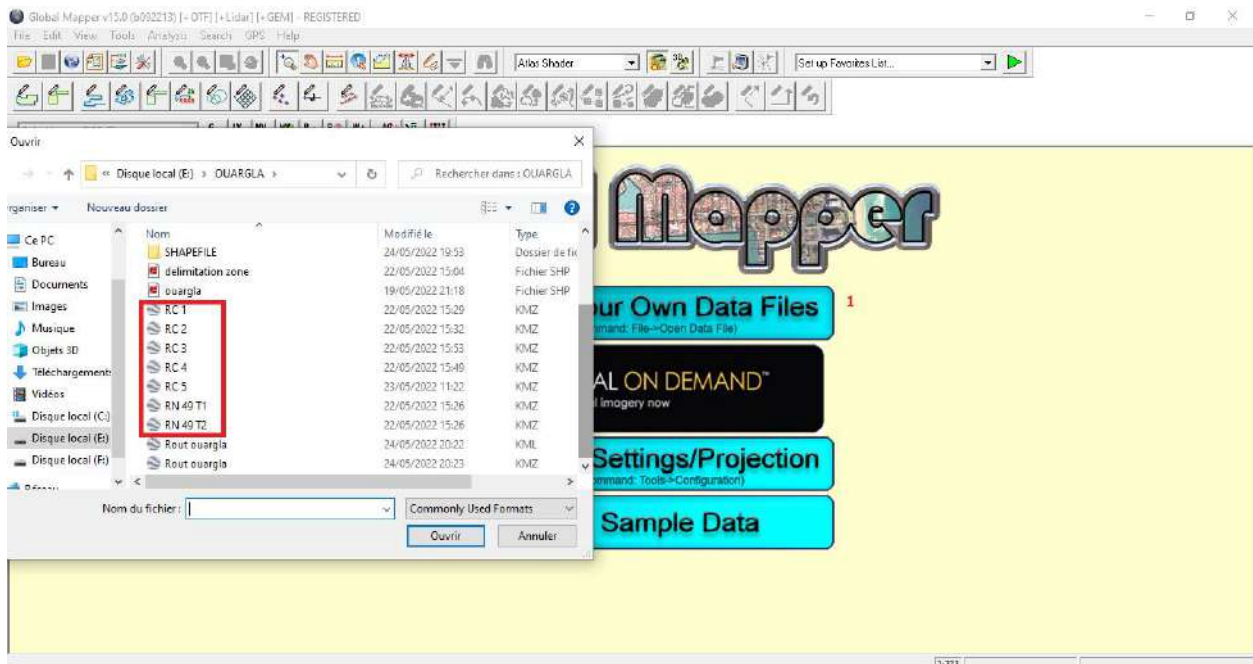 Global Mapper v15.0 (b092213) [+OTF] [+Lidar] [+GEM] - REGISTERED
File Edit View Tools Analysis Search GPS Help
Atlas Shader
Set up Favorites List...
Ouvrir
« Disque local (E:) › OUARGLA ›
Rechercher dans : OUARGLA
rganiser
Nouveau dossier
Nom Modifié le Type
SHAPEFILE 24/05/2022 19:53 Dossier de fic
delimitation zone 22/05/2022 15:04 Fichier SHP
ouargla 19/05/2022 21:18 Fichier SHP
RC 1 22/05/2022 15:29 KMZ
RC 2 22/05/2022 15:32 KMZ
RC 3 22/05/2022 15:53 KMZ
RC 4 22/05/2022 15:49 KMZ
RC 5 23/05/2022 11:22 KMZ
RN 49 T1 22/05/2022 15:26 KMZ
RN 49 T2 22/05/2022 15:26 KMZ
Rout ouargla 24/05/2022 20:22 KML
Rout ouargla 24/05/2022 20:23 KMZ
Ce PC
Bureau
Documents
Images
Musique
Objets 3D
Téléchargements
Vidéos
Disque local (C:)
Disque local (E:)
Disque local (F:)
Réseau
Nom du fichier :
Commonly Used Formats
Ouvrir
Annuler
Mapper
our Own Data Files
1
mmand: File->Open Data File)
AL ON DEMAND™
l imagery now
Settings/Projection
ommand: Tools->Configuration)
Sample Data